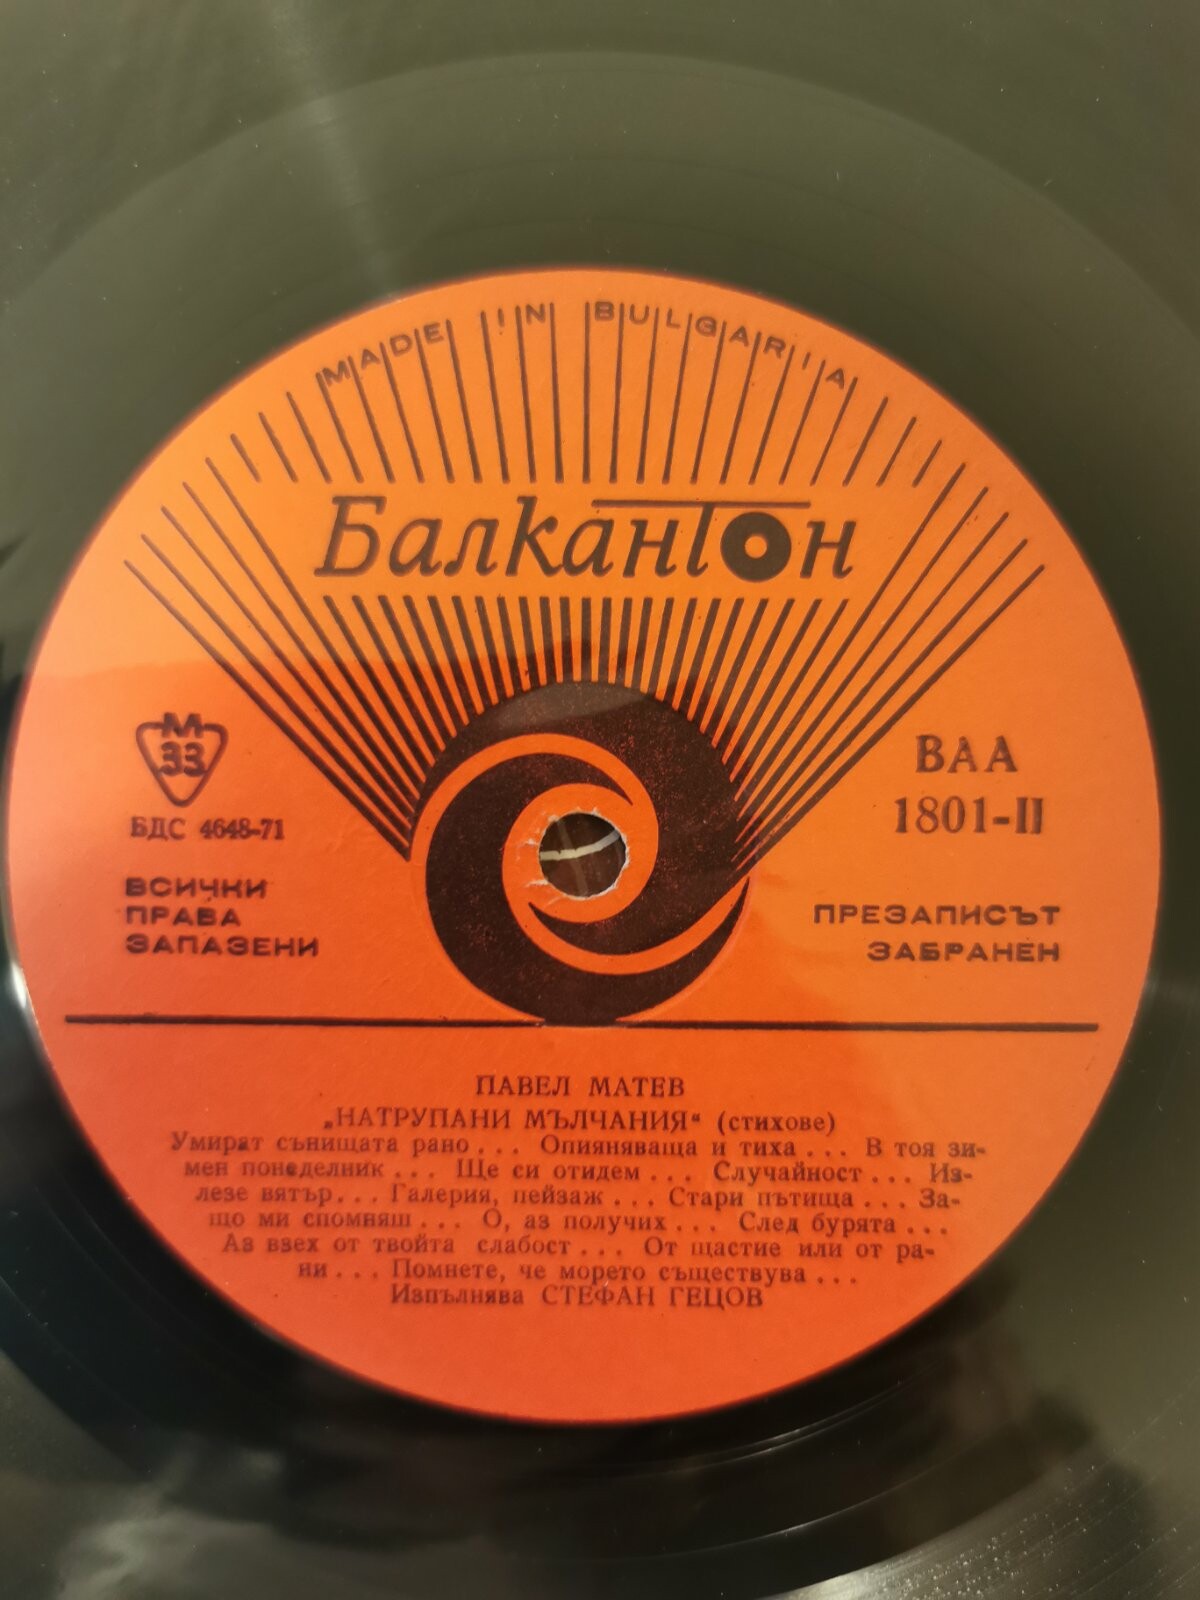 MADE IN BULGARIA
Балкантон
М
33
БДС 4648-71
ВСИЧКИ
ПРАВА
ЗАПАЗЕНИ
ВАА
1801-II
ПРЕЗАПИСЪТ
ЗАБРАНЕН
ПАВЕЛ МАТЕВ
„НАТРУПАНИ МЪЛЧАНИЯ“ (стихове)
Умират сънищата рано . . . Опияняваща и тиха . . . В тоя зи-
мен понеделник . . . Ще си отидем . . . Случайност . . . Из-
лезе вятър. . . Галерия, пейзаж . . . Стари пътища . . . За-
що ми спомняш . . . О, аз получих . . . След бурята . . .
Аз взех от твойта слабост . . . От щастие или от ра-
ни . . . Помнете, че морето съществува . . .
Изпълнява СТЕФАН ГЕЦОВ